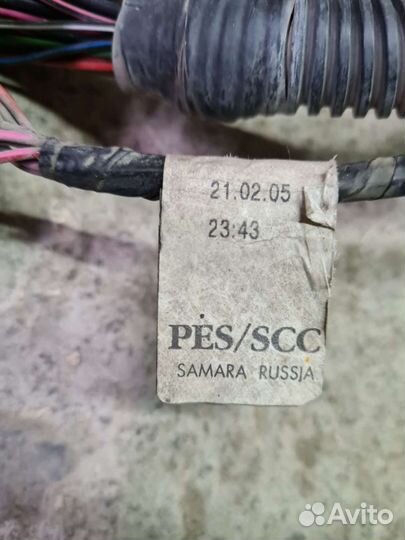 21.02.05
23:43
PES/SCC
SAMARA RUSSIA
Avito